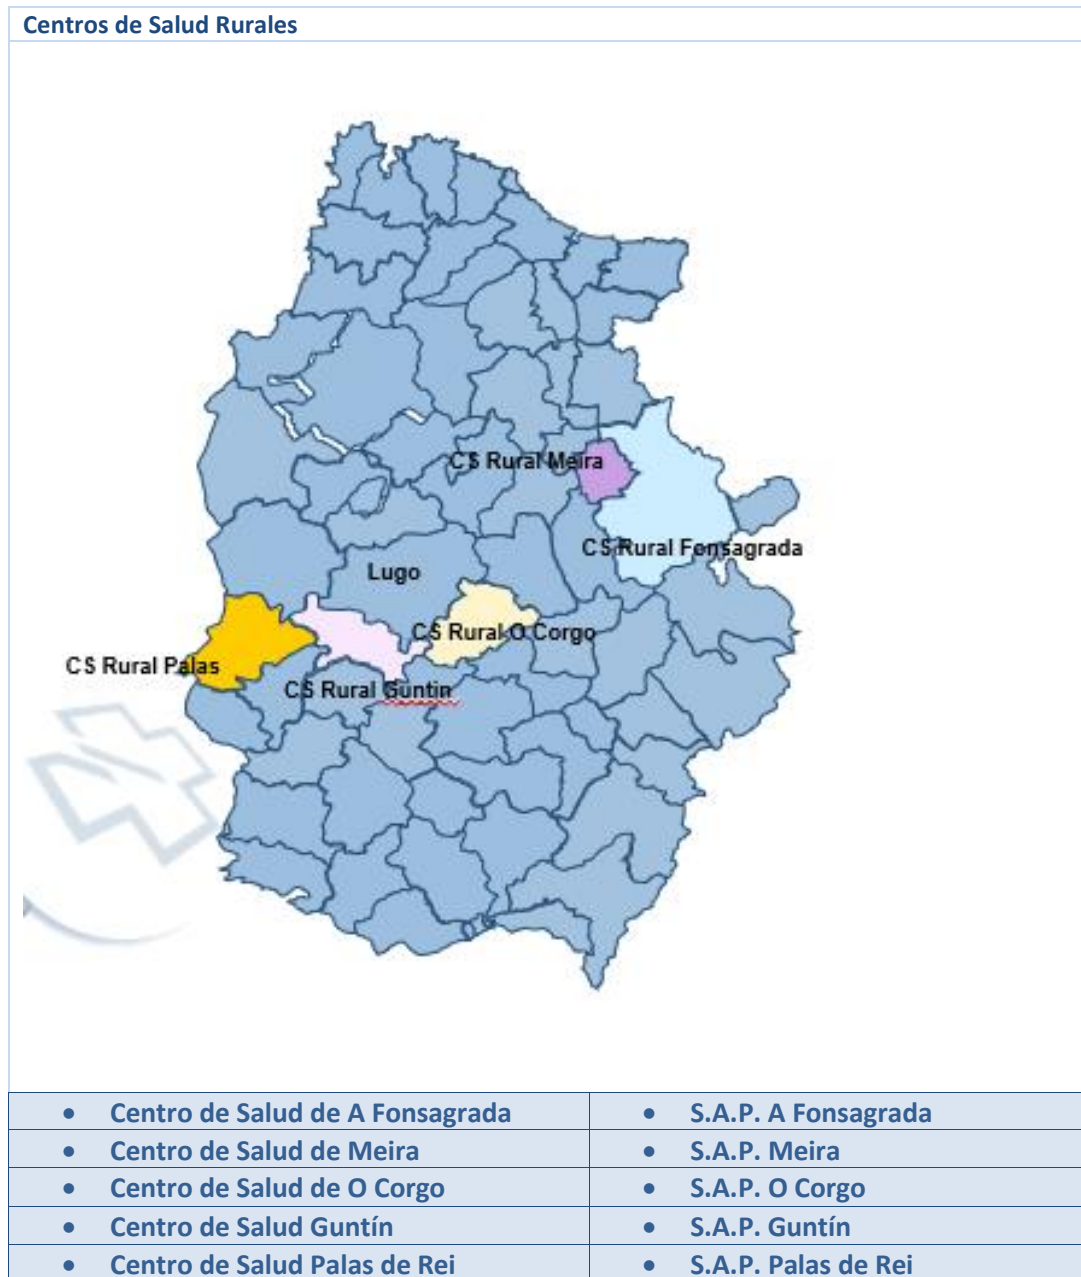 Centros de Salud Rurales
CS Rural Meira
CS Rural Fonsagrada
Lugo
CS Rural O Corgo
CS Rural Palas
CS Rural Guntin
• Centro de Salud de A Fonsagrada • S.A.P. A Fonsagrada
• Centro de Salud de Meira • S.A.P. Meira
• Centro de Salud de O Corgo • S.A.P. O Corgo
• Centro de Salud Guntín • S.A.P. Guntín
• Centro de Salud Palas de Rei • S.A.P. Palas de Rei